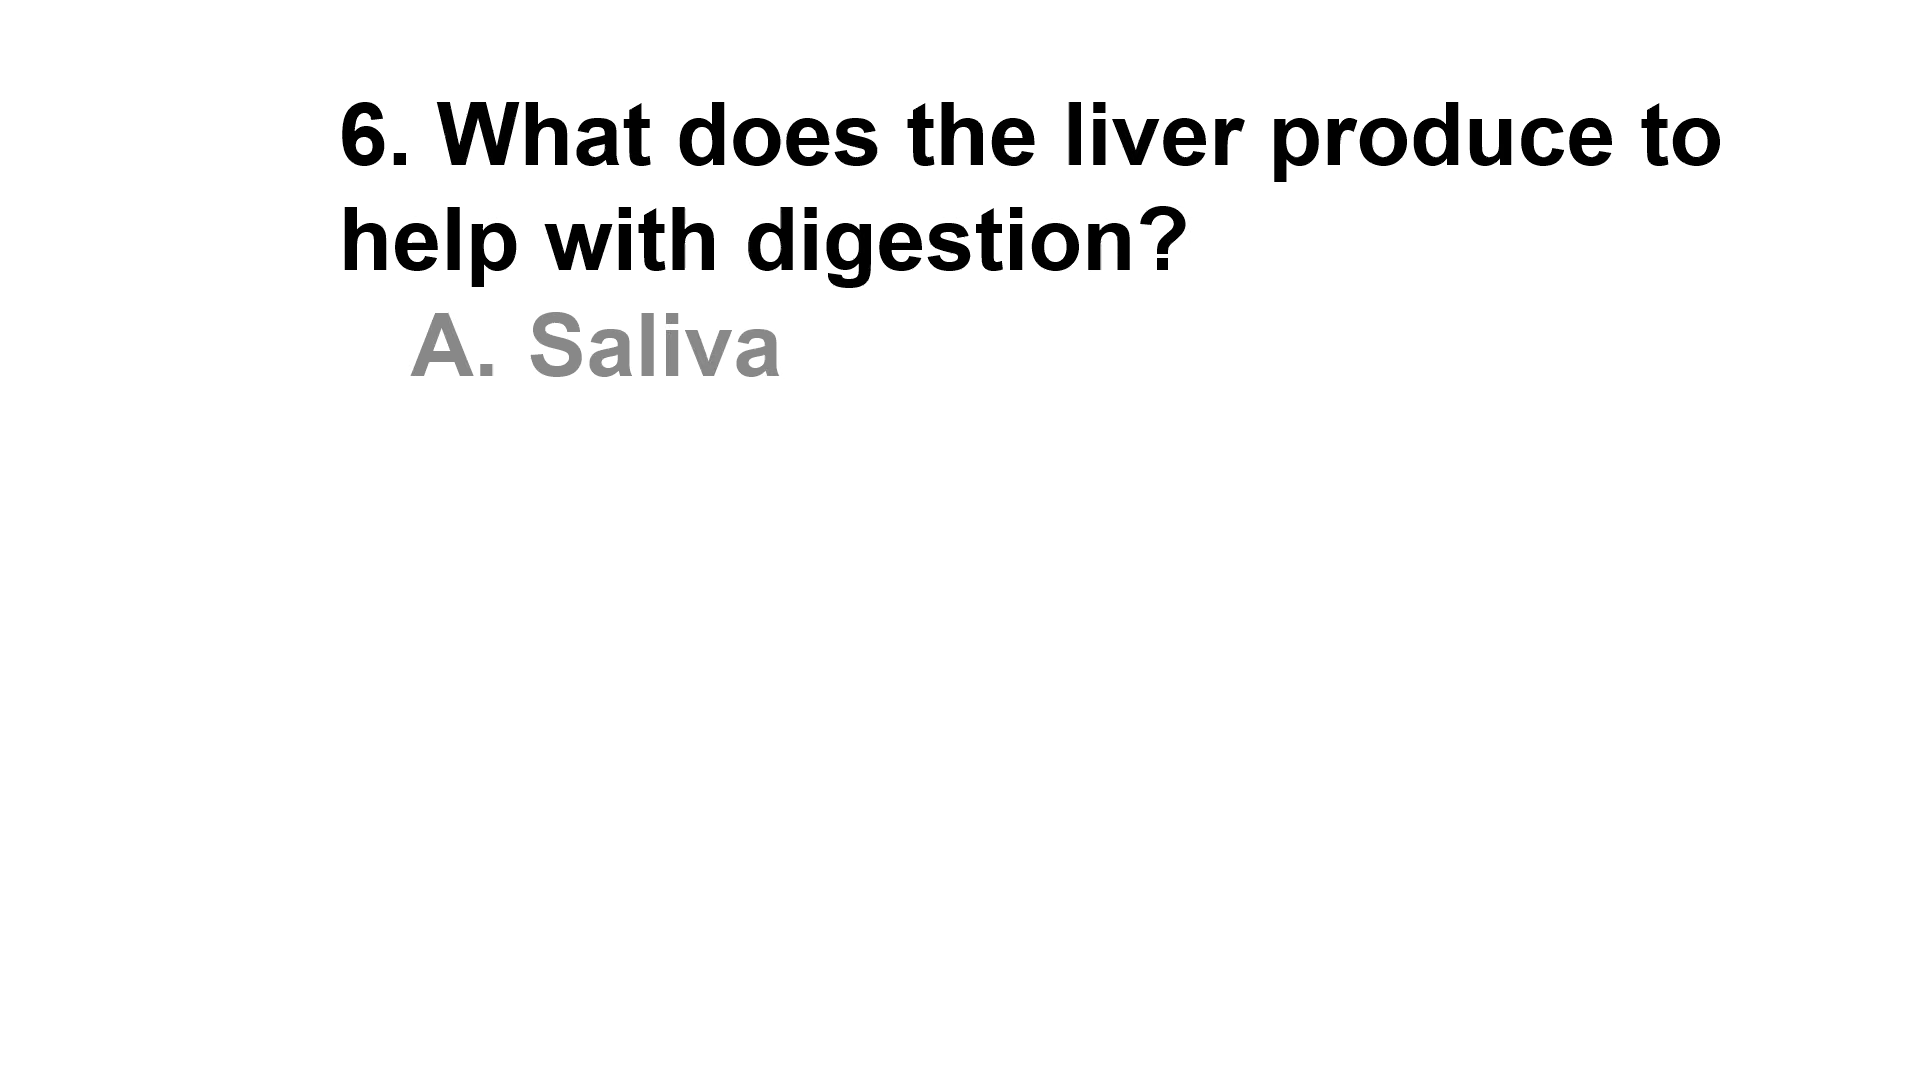 6. What does the liver produce to
help with digestion?
A. Saliva